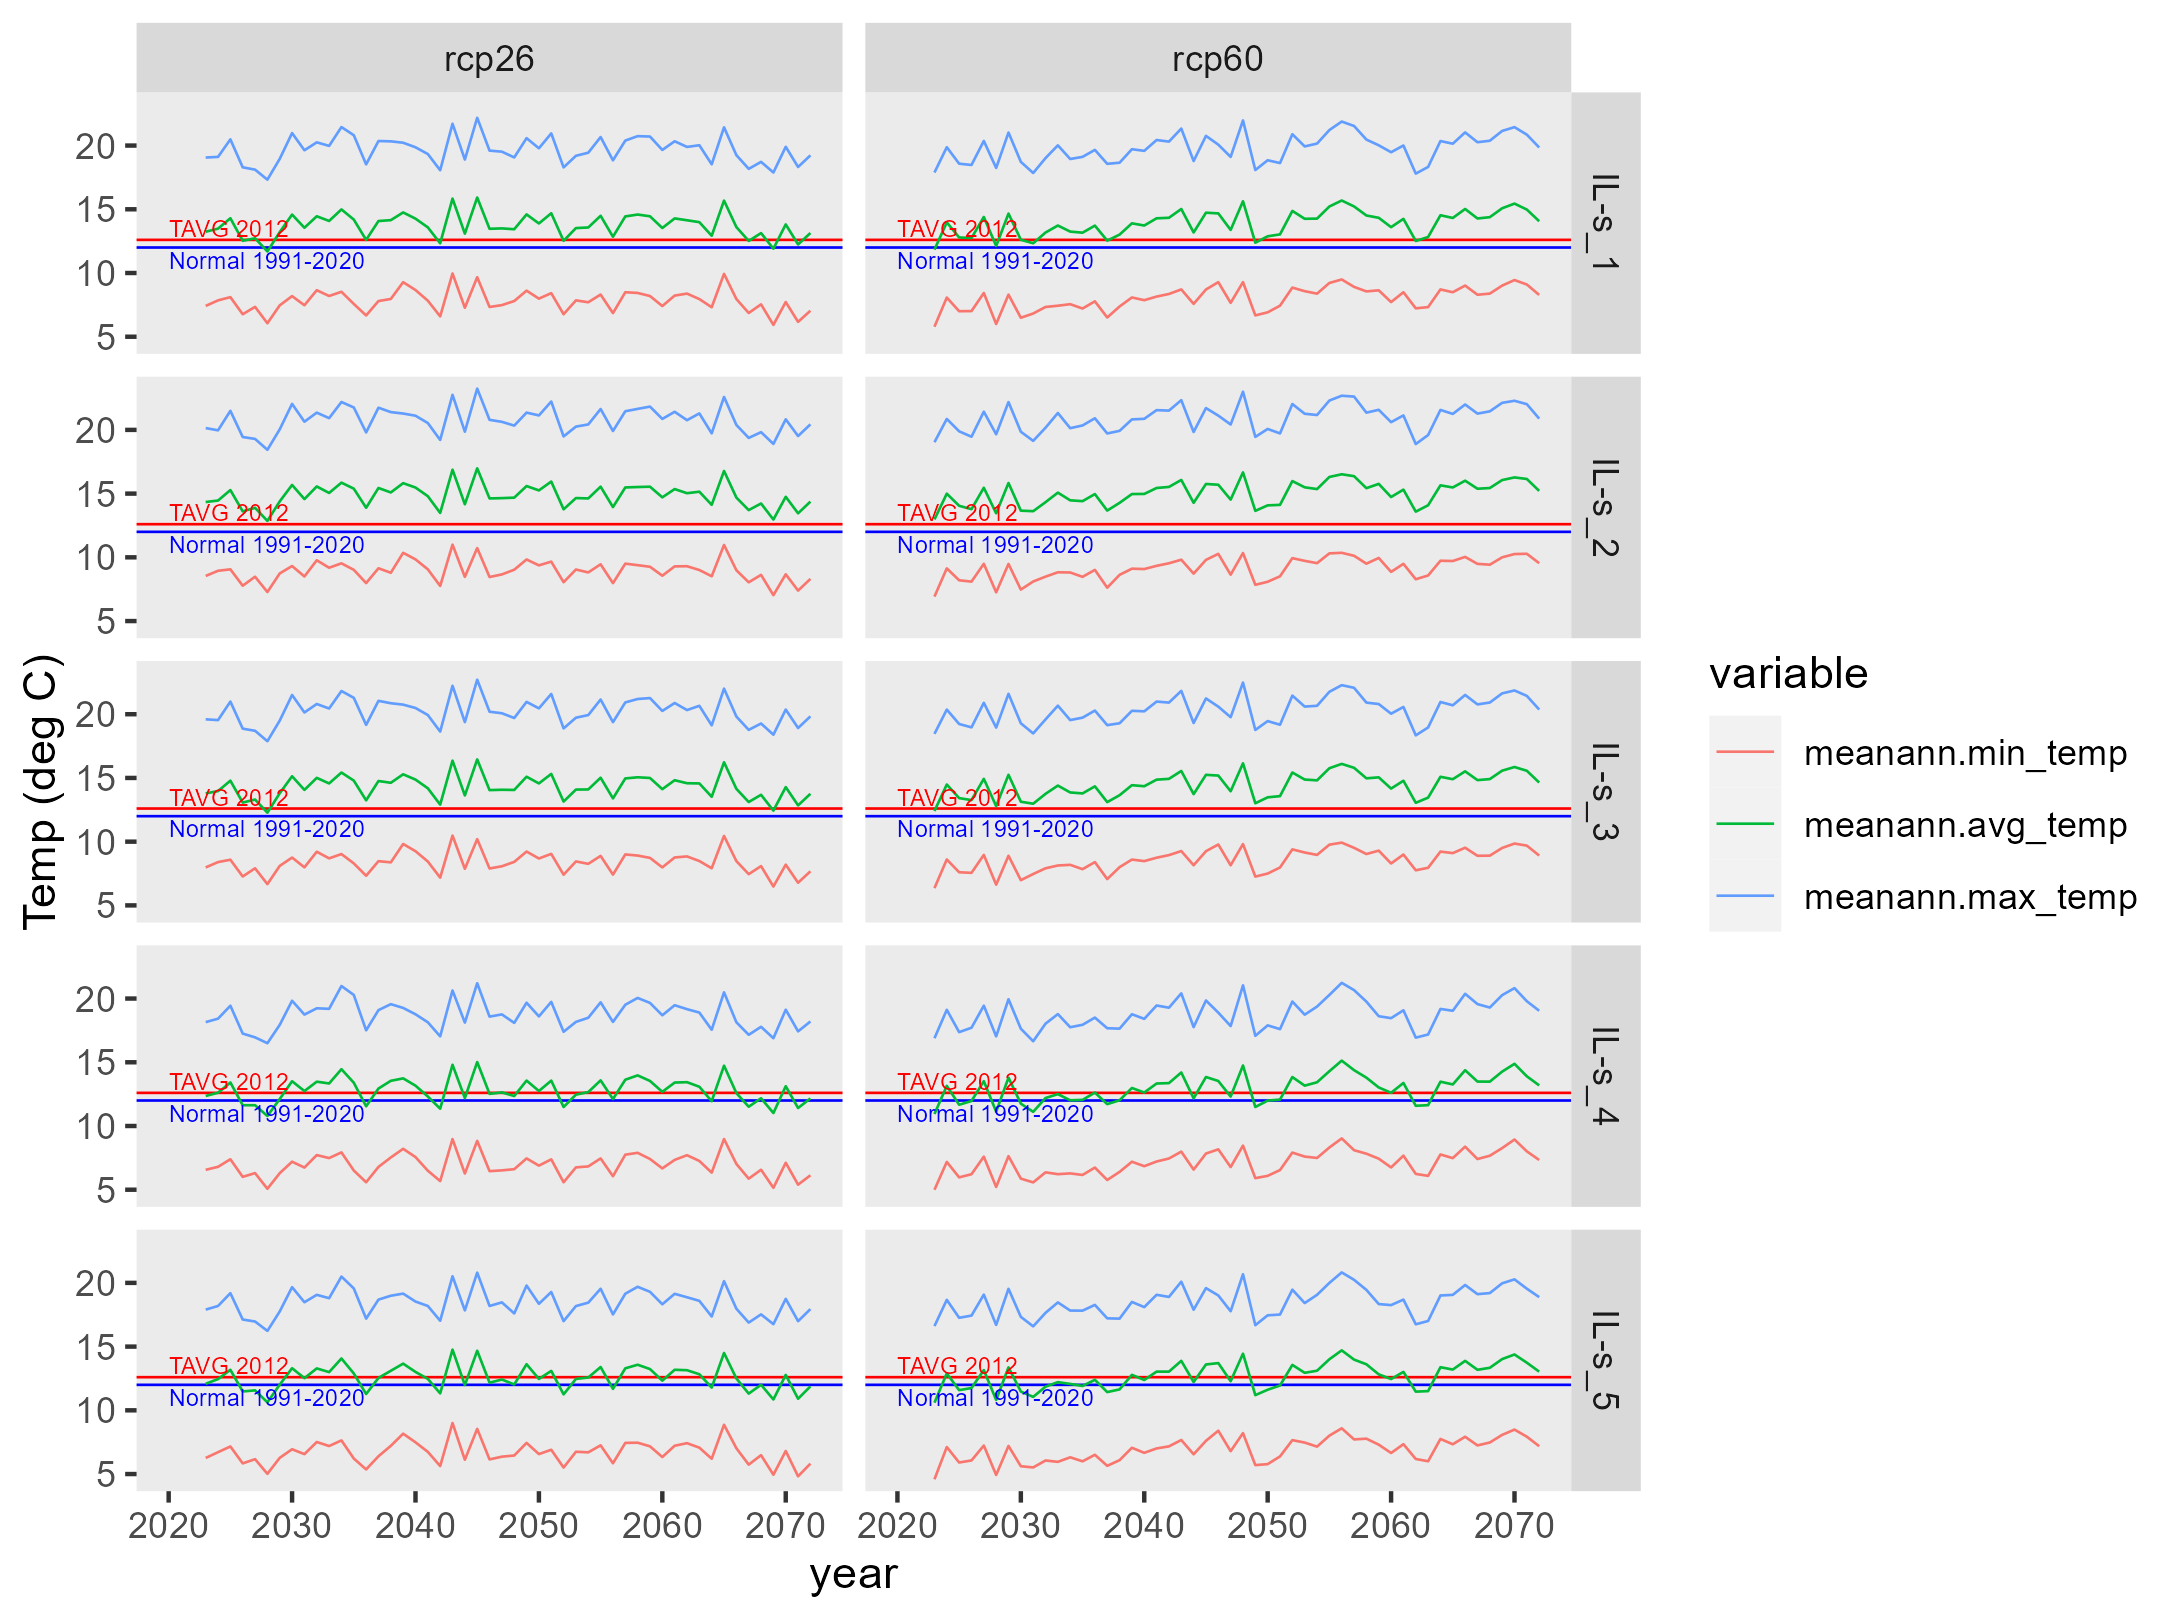 rcp26
rcp60
20
15
10
5
TAVG 2012
Normal 1991-2020
TAVG 2012
Normal 1991-2020
IL-s_1
20
15
10
5
TAVG 2012
Normal 1991-2020
TAVG 2012
Normal 1991-2020
IL-s_2
20
15
10
5
TAVG 2012
Normal 1991-2020
TAVG 2012
Normal 1991-2020
IL-s_3
20
15
10
5
TAVG 2012
Normal 1991-2020
TAVG 2012
Normal 1991-2020
IL-s_4
20
15
10
5
TAVG 2012
Normal 1991-2020
TAVG 2012
Normal 1991-2020
IL-s_5
2020 2030 2040 2050 2060 2070
2020 2030 2040 2050 2060 2070
year
Temp (deg C)
variable
meanann.min_temp
meanann.avg_temp
meanann.max_temp